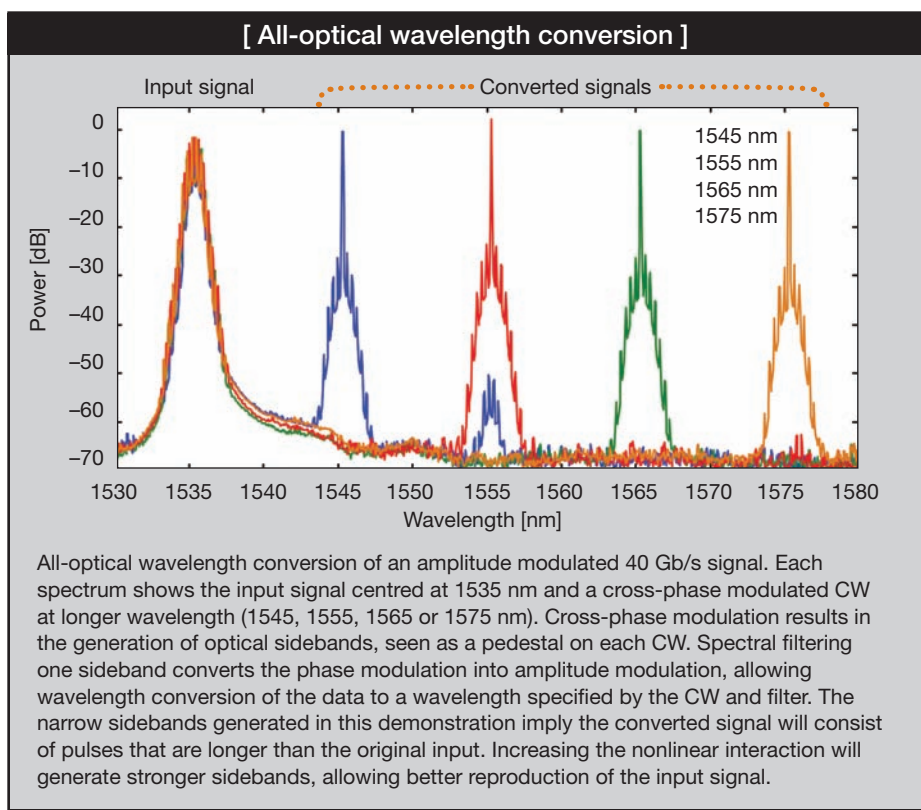 [ All-optical wavelength conversion ]
Input signal
Converted signals
Power [dB]
0
–10
–20
–30
–40
–50
–60
–70
1545 nm
1555 nm
1565 nm
1575 nm
1530 1535 1540 1545 1550 1555 1560 1565 1570 1575 1580
Wavelength [nm]
All-optical wavelength conversion of an amplitude modulated 40 Gb/s signal. Each
spectrum shows the input signal centred at 1535 nm and a cross-phase modulated CW
at longer wavelength (1545, 1555, 1565 or 1575 nm). Cross-phase modulation results in
the generation of optical sidebands, seen as a pedestal on each CW. Spectral filtering
one sideband converts the phase modulation into amplitude modulation, allowing
wavelength conversion of the data to a wavelength specified by the CW and filter. The
narrow sidebands generated in this demonstration imply the converted signal will consist
of pulses that are longer than the original input. Increasing the nonlinear interaction will
generate stronger sidebands, allowing better reproduction of the input signal.